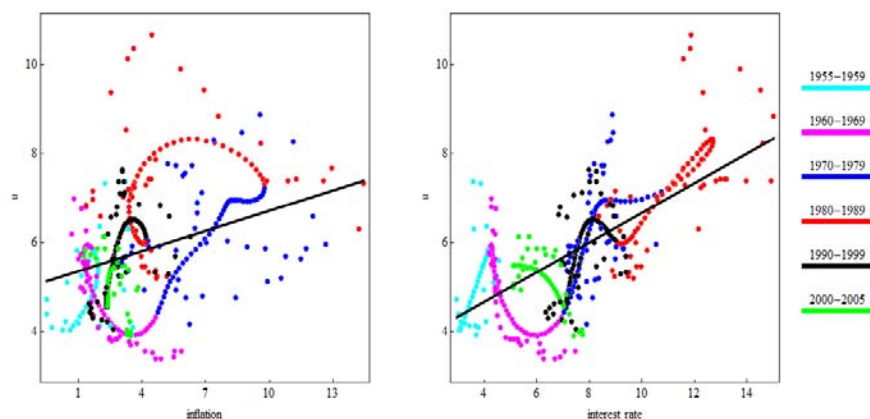 10
8
6
4
u
1 4 7 10 13
inflation
10
8
6
4
u
4 6 8 10 12 14
interest rate
1955-1959
1960-1969
1970-1979
1980-1989
1990-1999
2000-2005